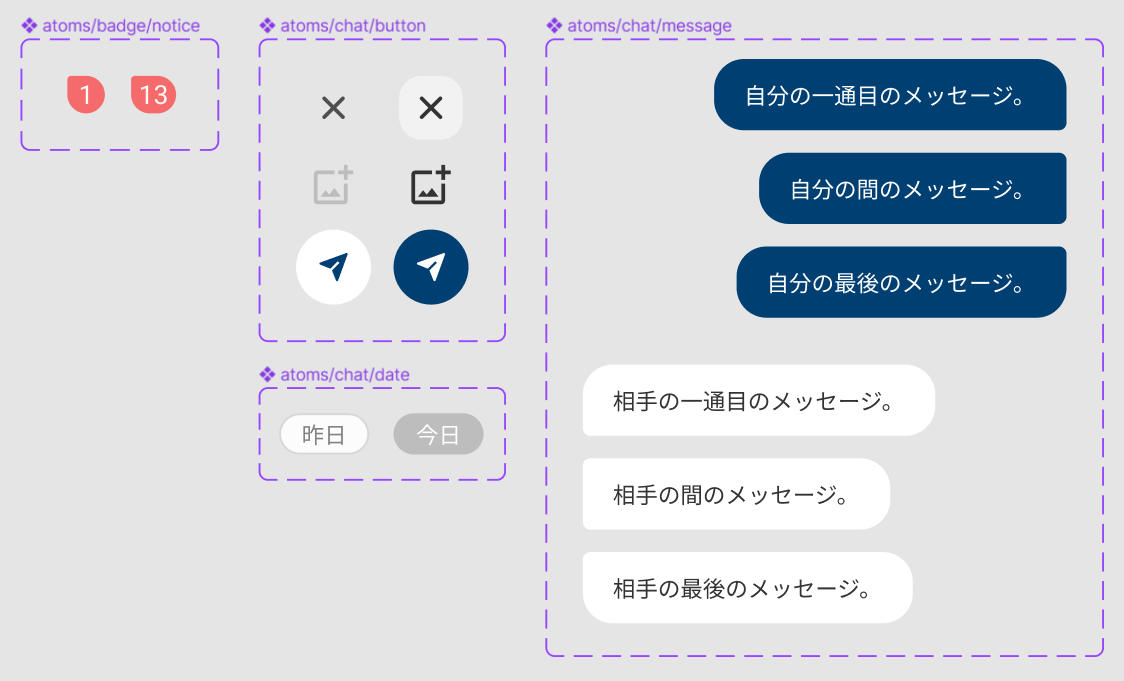 atoms/badge/notice
1
13
atoms/chat/button
atoms/chat/date
昨日
今日
atoms/chat/message
自分の一通目のメッセージ。
自分の間のメッセージ。
自分の最後のメッセージ。
相手の一通目のメッセージ。
相手の間のメッセージ。
相手の最後のメッセージ。